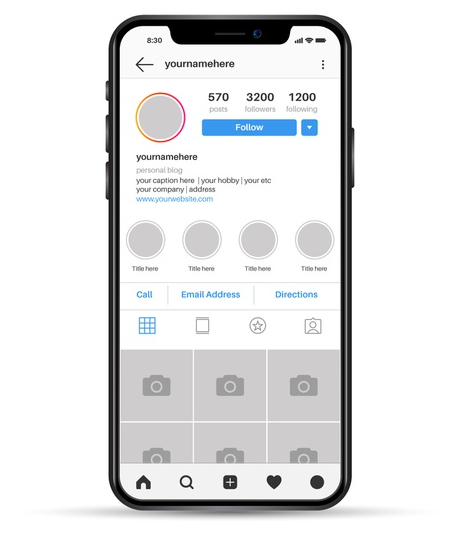 8:30
yournamehere
570 3200 1200
posts followers following
Follow
yournamehere
personal blog
your caption here | your hobby | your etc
your company | address
www.yourwebsite.com
Title here Title here Title here Title here
Call Email Address Directions